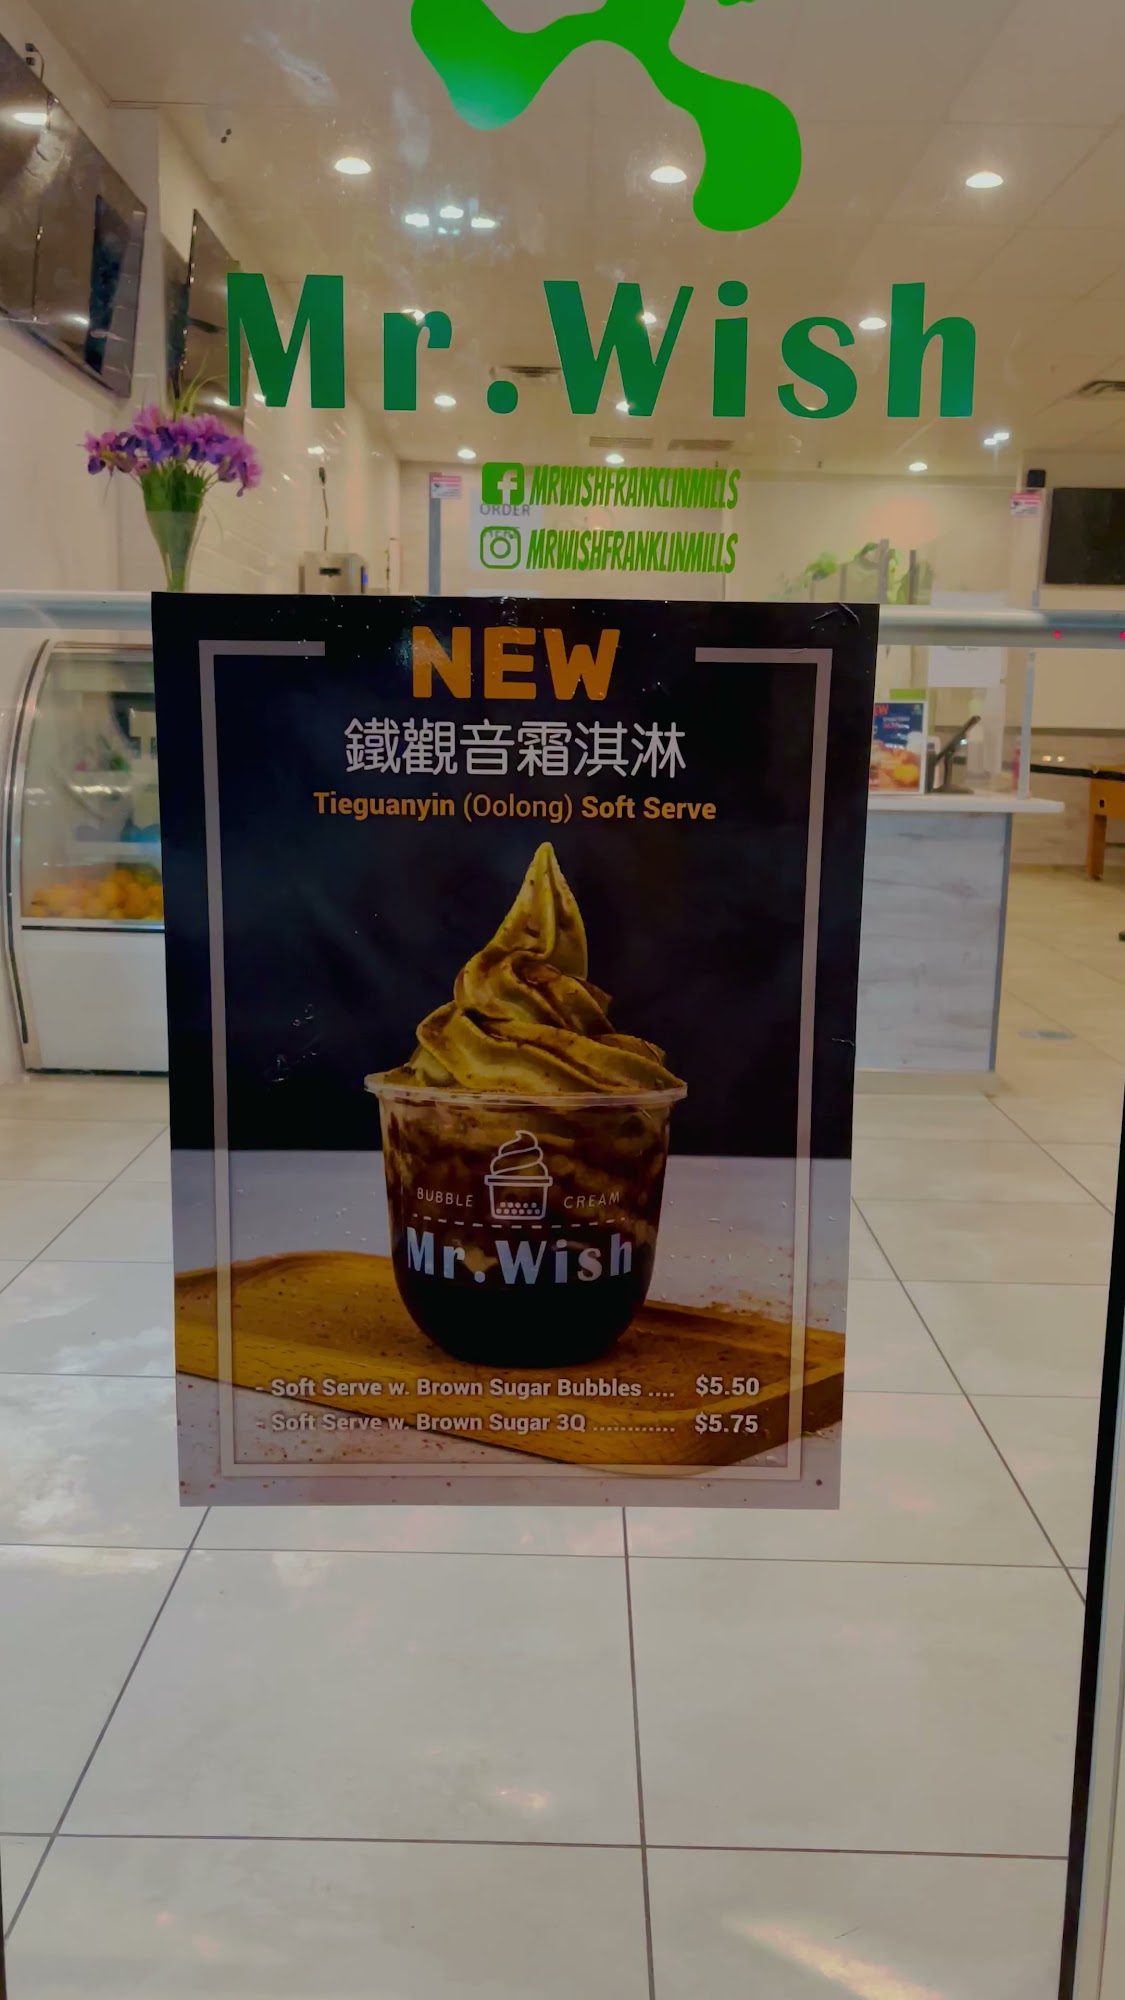 Mr.Wish
MRWISHFRANKLINMILLS
ORDER
MRWISHFRANKLINMILLS
NEW
鐵觀音霜淇淋
Tieguanyin (Oolong) Soft Serve
BUBBLE CREAM
Mr.Wish
- Soft Serve w. Brown Sugar Bubbles .... $5.50
- Soft Serve w. Brown Sugar 3Q ............ $5.75